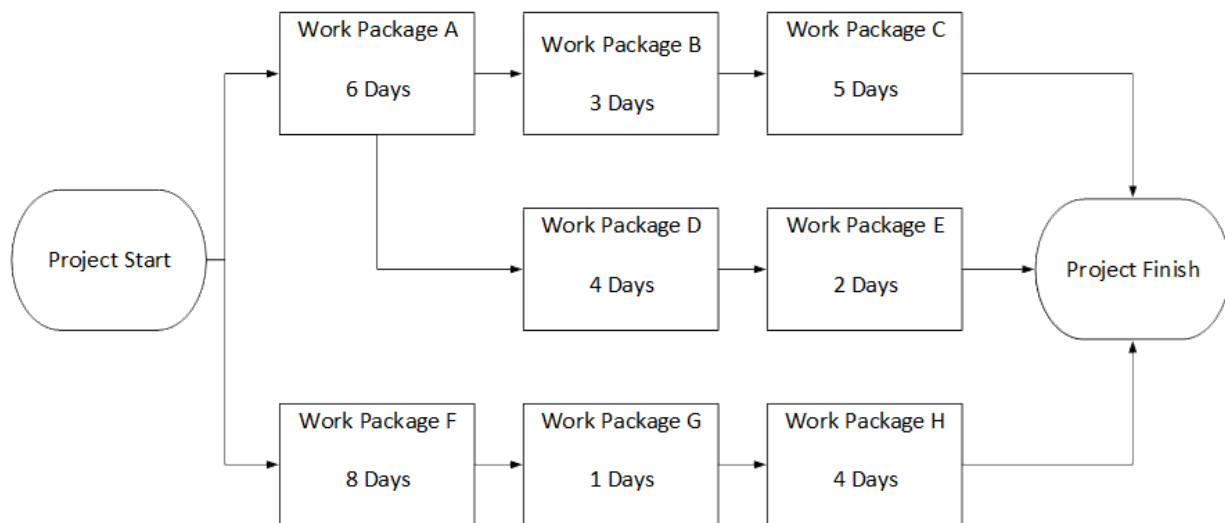 Work Package A
6 Days
Work Package B
3 Days
Work Package C
5 Days
Project Start
Work Package D
4 Days
Work Package E
2 Days
Project Finish
Work Package F
8 Days
Work Package G
1 Days
Work Package H
4 Days